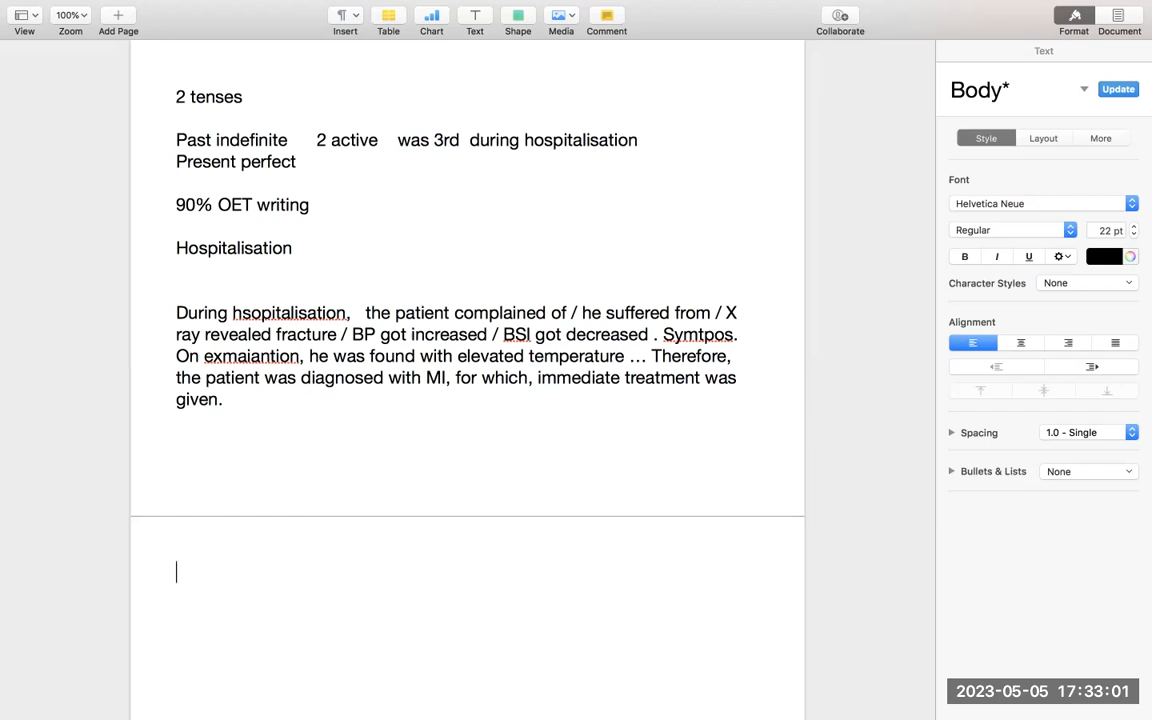 View
100%
Zoom
Add Page
Insert
Table
Chart
Text
Shape
Media
Comment
Collaborate
Format
Document
2 tenses
Past indefinite 2 active was 3rd during hospitalisation
Present perfect
90% OET writing
Hospitalisation
During hsopitalisation, the patient complained of / he suffered from / X
ray revealed fracture / BP got increased / BSI got decreased . Symtpos.
On exmaiantion, he was found with elevated temperature … Therefore,
the patient was diagnosed with MI, for which, immediate treatment was
given.
Text
Body*
Update
Style Layout More
Font
Helvetica Neue
Regular 22 pt
B I U
Character Styles None
Alignment
Spacing 1.0 - Single
Bullets & Lists None
2023-05-05 17:33:01